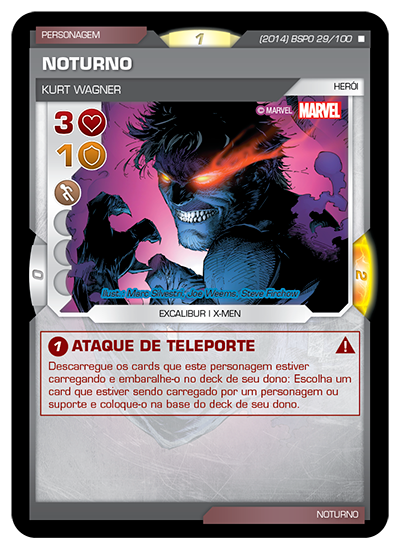 PERSONAGEM
1
(2014) BSPO 29/100
NOTURNO
KURT WAGNER
HERÓI
© MARVEL MARVEL
3
1
0
2
Ilust.: Marc Silvestri, Joe Weems, Steve Firchow
EXCALIBUR | X-MEN
1 ATAQUE DE TELEPORTE
Descarregue os cards que este personagem estiver
carregando e embaralhe-o no deck de seu dono: Escolha um
card que estiver sendo carregado por um personagem ou
suporte e coloque-o na base do deck de seu dono.
NOTURNO